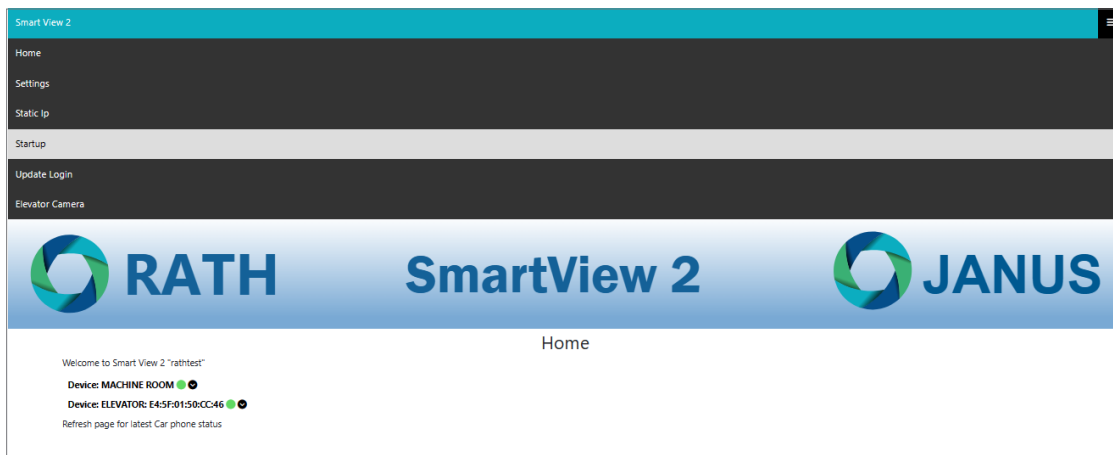 Smart View 2
Home
Settings
Static Ip
Startup
Update Login
Elevator Camera
RATH SmartView 2 JANUS
Home
Welcome to Smart View 2 "rathtest"
Device: MACHINE ROOM
Device: ELEVATOR: E4:5F:01:50:CC:46
Refresh page for latest Car phone status